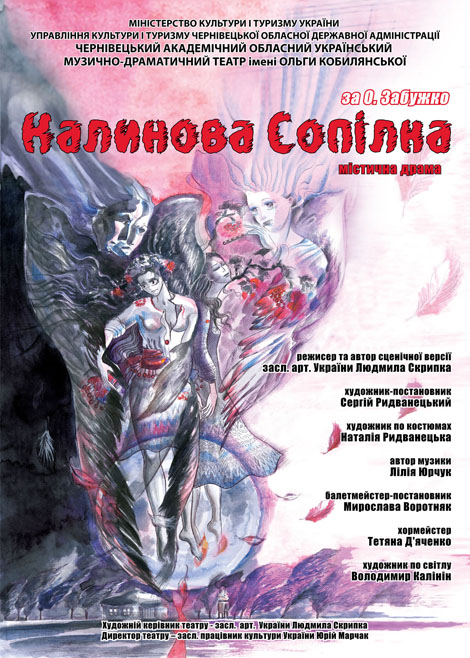 МІНІСТЕРСТВО КУЛЬТУРИ І ТУРИЗМУ УКРАЇНИ
УПРАВЛІННЯ КУЛЬТУРИ І ТУРИЗМУ ЧЕРНІВЕЦЬКОЇ ОБЛАСНОЇ ДЕРЖАВНОЇ АДМІНІСТРАЦІЇ
ЧЕРНІВЕЦЬКИЙ АКАДЕМІЧНИЙ ОБЛАСНИЙ УКРАЇНСЬКИЙ
МУЗИЧНО-ДРАМАТИЧНИЙ ТЕАТР імені ОЛЬГИ КОБИЛЯНСЬКОЇ
за О. Забужко
Калинова Сопілка
містична драма
режисер та автор сценічної версії
засл. арт. України Людмила Скрипка
художник-постановник
Сергій Ридванецький
художник по костюмах
Наталія Ридванецька
автор музики
Лілія Юрчук
балетмейстер-постановник
Мирослава Воротняк
хормейстер
Тетяна Д'яченко
художник по світлу
Володимир Калінін
Художній керівник театру - засл. арт. України Людмила Скрипка
Директор театру – засл. працівник культури України Юрій Марчак